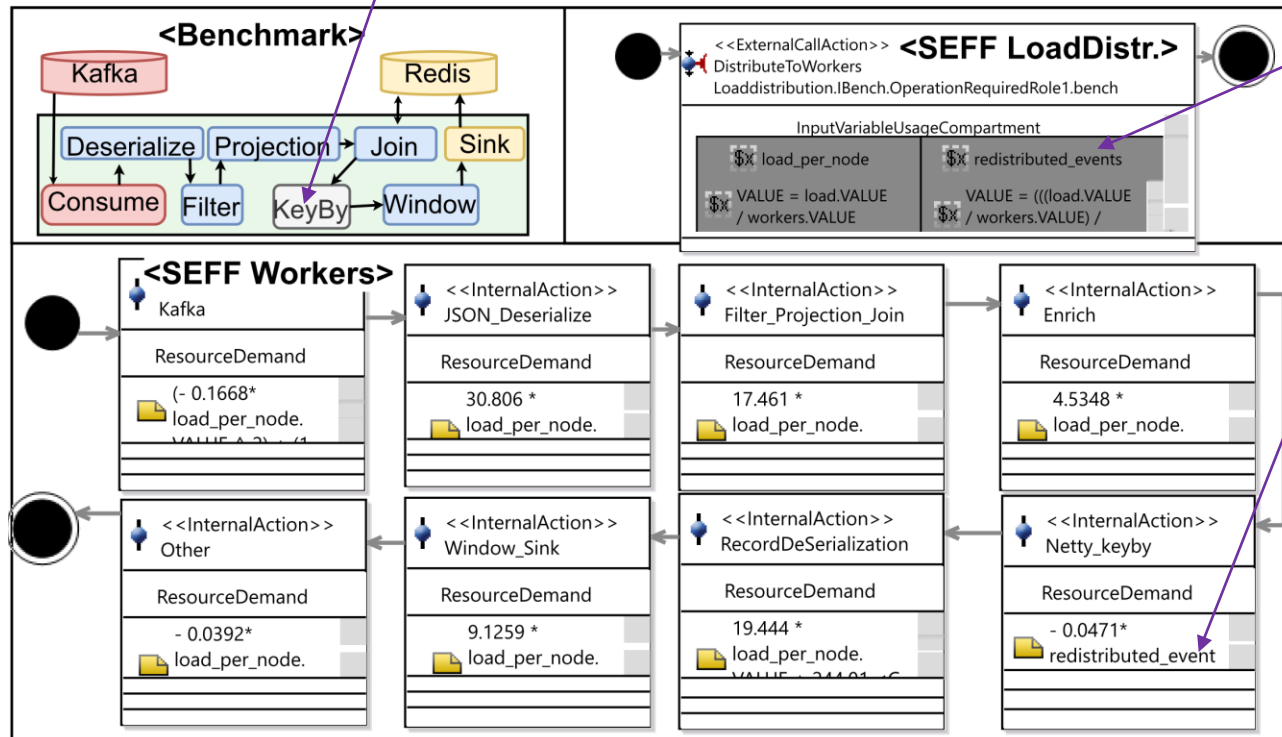 <Benchmark>
Kafka
Redis
Deserialize
Projection
Join
Sink
Consume
Filter
KeyBy
Window
<<ExternalCallAction>>
<SEFF LoadDistr.>
DistributeToWorkers
Loaddistribution.IBench.OperationRequiredRole1.bench
InputVariableUsageCompartment
load_per_node
redistributed_events
VALUE = load.VALUE
/ workers.VALUE
VALUE = (((load.VALUE
/ workers.VALUE) /
<SEFF Workers>
Kafka
ResourceDemand
(- 0.1668*
load_per_node.
<<InternalAction>>
JSON_Deserialize
ResourceDemand
30.806 *
load_per_node.
<<InternalAction>>
Filter_Projection_Join
ResourceDemand
17.461 *
load_per_node.
<<InternalAction>>
Enrich
ResourceDemand
4.5348 *
load_per_node.
<<InternalAction>>
Other
ResourceDemand
- 0.0392*
load_per_node.
<<InternalAction>>
Window_Sink
ResourceDemand
9.1259 *
load_per_node.
<<InternalAction>>
RecordDeSerialization
ResourceDemand
19.444 *
load_per_node.
<<InternalAction>>
Netty_keyby
ResourceDemand
- 0.0471*
redistributed_event